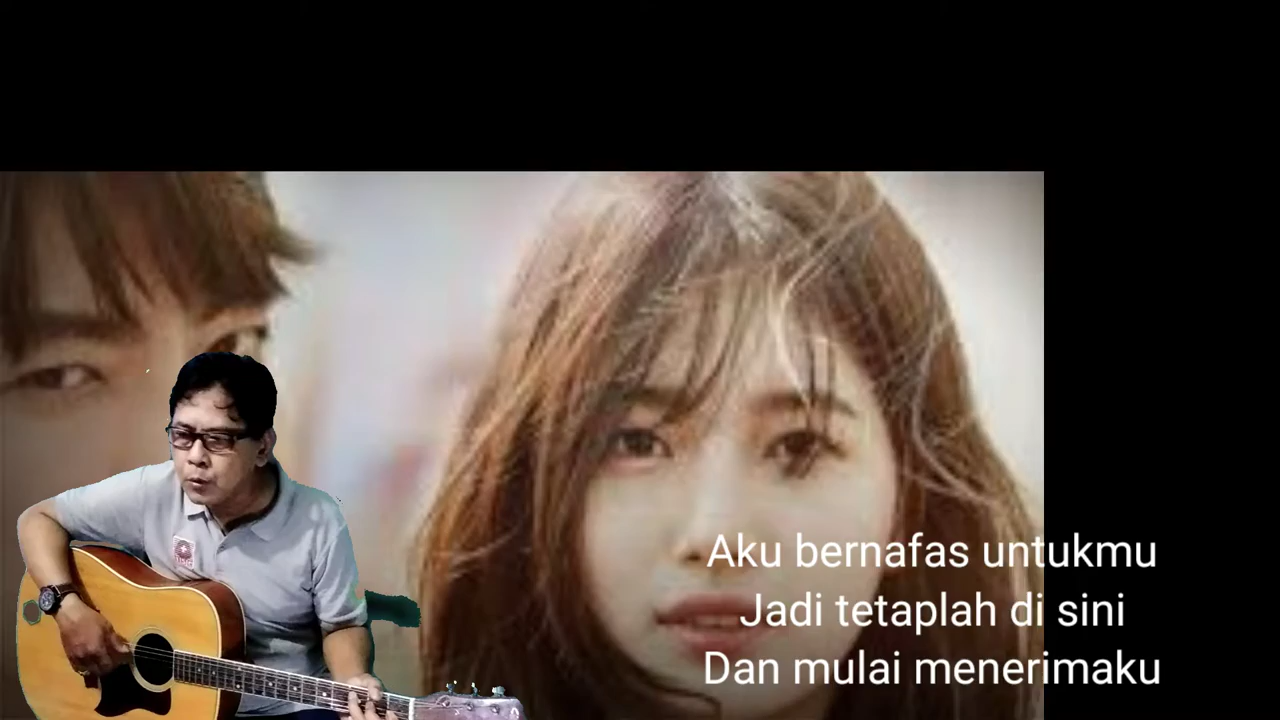 Aku bernafas untukmu
Jadi tetaplah di sini
Dan mulai menerimaku